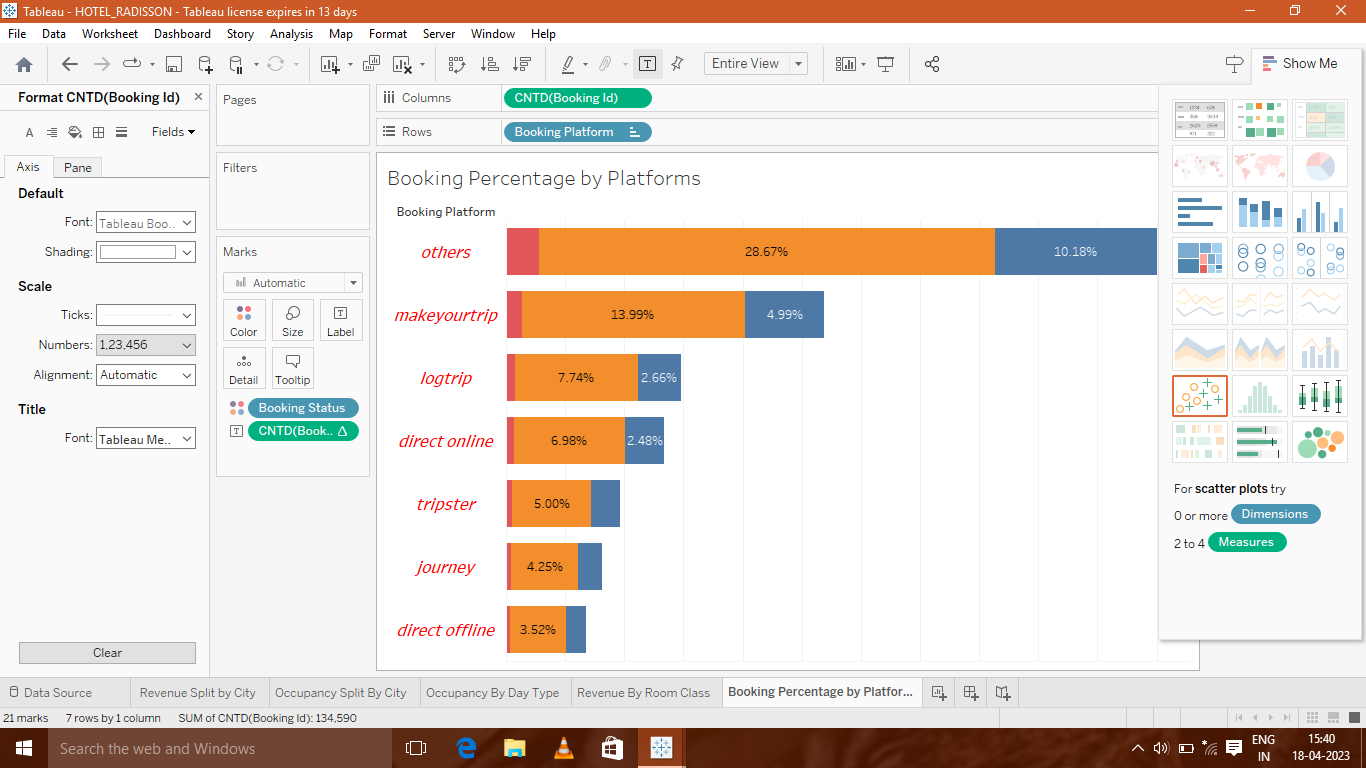 Tableau - HOTEL_RADISSON - Tableau license expires in 13 days
File Data Worksheet Dashboard Story Analysis Map Format Server Window Help
Entire View
Show Me
Format CNTD(Booking Id)
Fields
Axis Pane
Default
Font: Tableau Boo..
Shading:
Scale
Ticks:
Numbers: 1,23,456
Alignment: Automatic
Title
Font: Tableau Me..
Clear
Pages
Filters
Marks
Automatic
Color Size Label
Detail Tooltip
Booking Status
CNTD(Book.. Δ
Columns CNTD(Booking Id)
Rows Booking Platform
Booking Percentage by Platforms
Booking Platform
others 28.67% 10.18%
makeyourtrip 13.99% 4.99%
logtrip 7.74% 2.66%
direct online 6.98% 2.48%
tripster 5.00%
journey 4.25%
direct offline 3.52%
For scatter plots try
0 or more Dimensions
2 to 4 Measures
Data Source Revenue Split by City Occupancy Split By City Occupancy By Day Type Revenue By Room Class Booking Percentage by Platfor...
21 marks 7 rows by 1 column SUM of CNTD(Booking Id): 134,590
Search the web and Windows
ENG
IN
15:40
18-04-2023